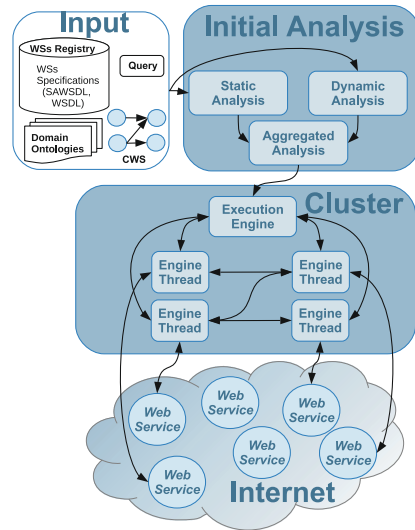 Input
WSs Registry
WSs
Specifications
(SAWSDL,
WSDL)
Query
Domain
Ontologies
CWS
Initial Analysis
Static
Analysis
Dynamic
Analysis
Aggregated
Analysis
Cluster
Execution
Engine
Engine
Thread
Engine
Thread
Engine
Thread
Engine
Thread
Web
Service
Web
Service
Web
Service
Web
Service
Web
Service
Web
Service
Internet